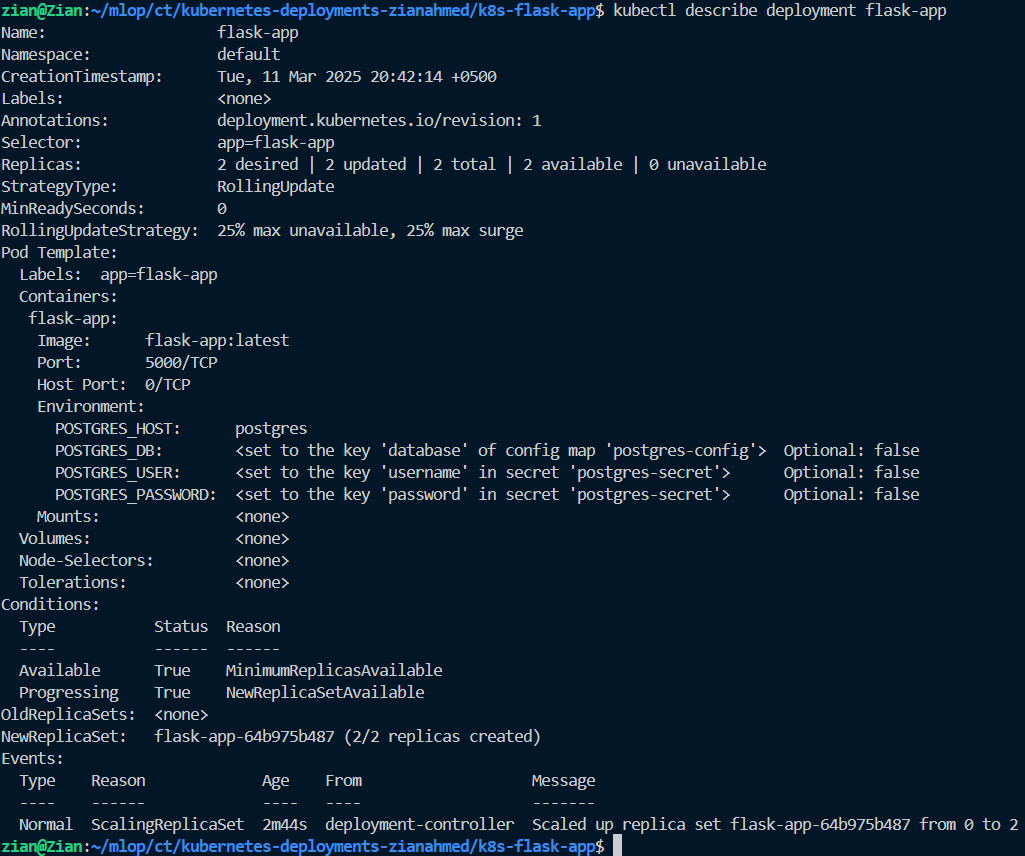 zian@Zian:~/mlop/ct/kubernetes-deployments-zianahmed/k8s-flask-app$ kubectl describe deployment flask-app
Name:                   flask-app
Namespace:              default
CreationTimestamp:      Tue, 11 Mar 2025 20:42:14 +0500
Labels:                 <none>
Annotations:            deployment.kubernetes.io/revision: 1
Selector:               app=flask-app
Replicas:               2 desired | 2 updated | 2 total | 2 available | 0 unavailable
StrategyType:           RollingUpdate
MinReadySeconds:        0
RollingUpdateStrategy:  25% max unavailable, 25% max surge
Pod Template:
  Labels:  app=flask-app
  Containers:
   flask-app:
    Image:      flask-app:latest
    Port:       5000/TCP
    Host Port:  0/TCP
    Environment:
      POSTGRES_HOST:      postgres
      POSTGRES_DB:        <set to the key 'database' of config map 'postgres-config'>  Optional: false
      POSTGRES_USER:      <set to the key 'username' in secret 'postgres-secret'>      Optional: false
      POSTGRES_PASSWORD:  <set to the key 'password' in secret 'postgres-secret'>      Optional: false
    Mounts:               <none>
  Volumes:                <none>
  Node-Selectors:         <none>
  Tolerations:            <none>
Conditions:
  Type           Status  Reason
  ----           ------  ------
  Available      True    MinimumReplicasAvailable
  Progressing    True    NewReplicaSetAvailable
OldReplicaSets:  <none>
NewReplicaSet:   flask-app-64b975b487 (2/2 replicas created)
Events:
  Type    Reason             Age    From                   Message
  ----    ------             ----   ----                   -------
  Normal  ScalingReplicaSet  2m44s  deployment-controller  Scaled up replica set flask-app-64b975b487 from 0 to 2
zian@Zian:~/mlop/ct/kubernetes-deployments-zianahmed/k8s-flask-app$